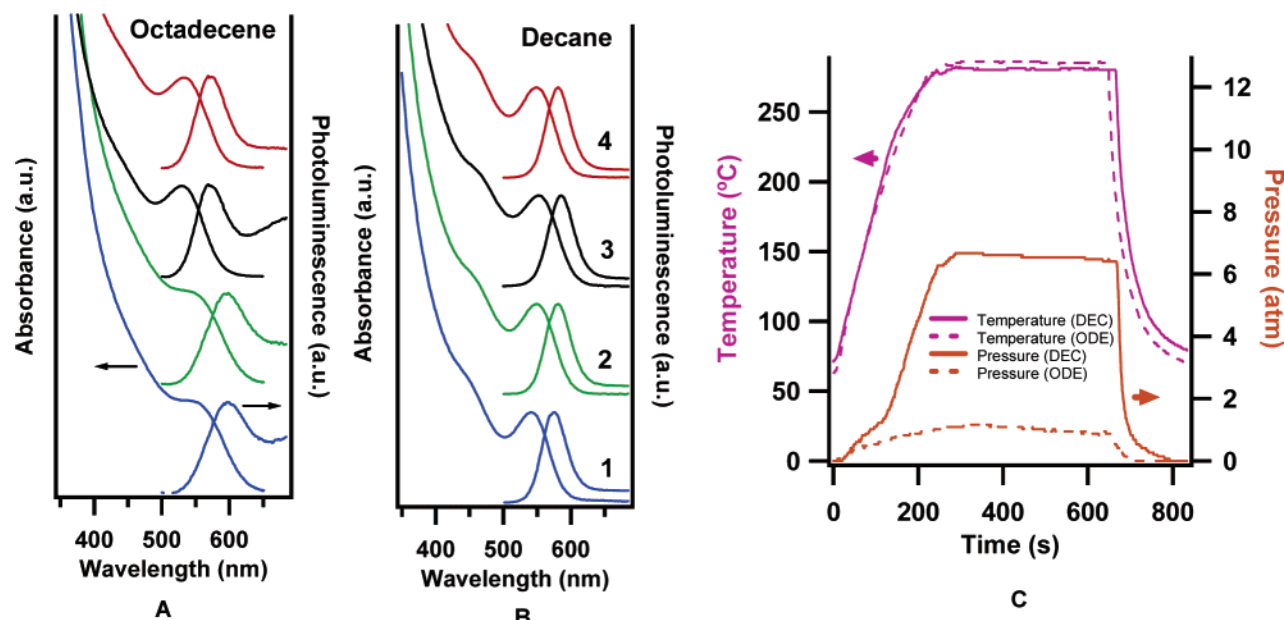 Octadecene
Absorbance (a.u.)
Photoluminescence (a.u.)
400
500
600
Wavelength (nm)
A
Decane
Absorbance (a.u.)
4
3
2
1
Photoluminescence (a.u.)
400
500
600
Wavelength (nm)
B
Temperature (ºC)
250
200
150
100
50
0
Temperature (DEC)
Temperature (ODE)
Pressure (DEC)
Pressure (ODE)
12
10
8
6
4
2
0
Pressure (atm)
0
200
400
600
800
Time (s)
C